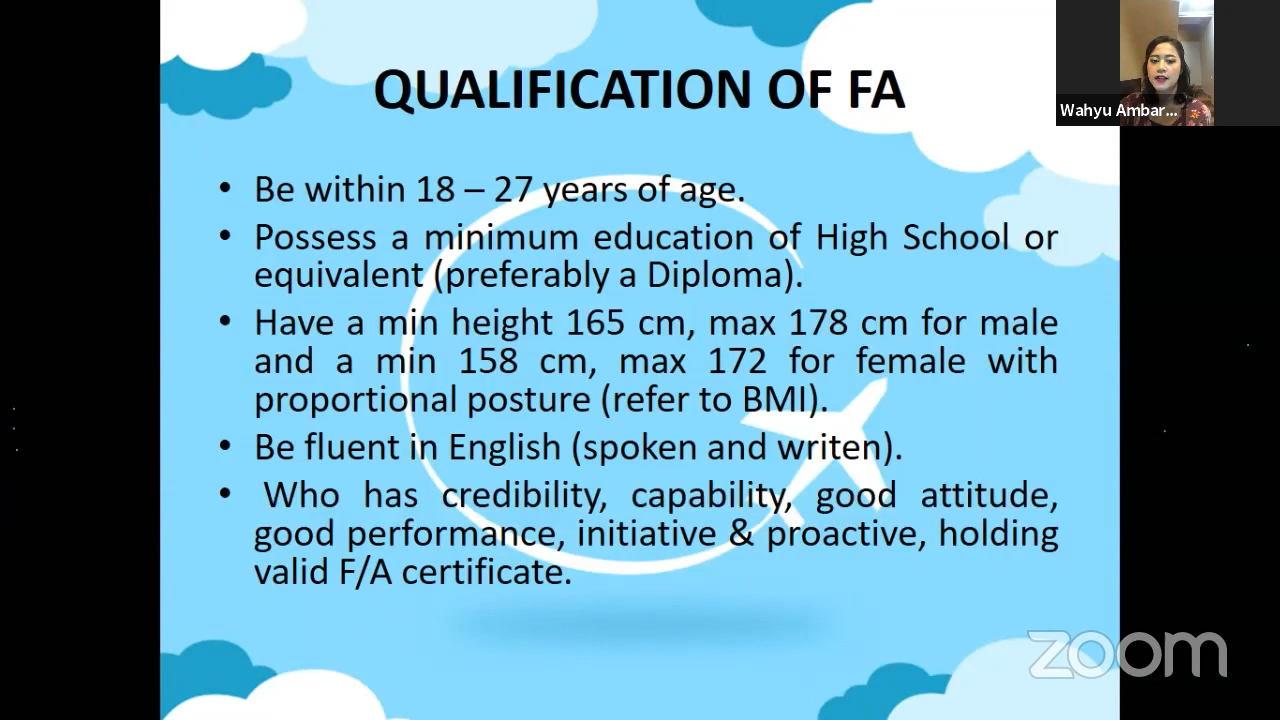 QUALIFICATION OF FA
Wahyu Ambar...
• Be within 18 – 27 years of age.
• Possess a minimum education of High School or
equivalent (preferably a Diploma).
• Have a min height 165 cm, max 178 cm for male
and a min 158 cm, max 172 for female with
proportional posture (refer to BMI).
• Be fluent in English (spoken and writen).
• Who has credibility, capability, good attitude,
good performance, initiative & proactive, holding
valid F/A certificate.
zoom